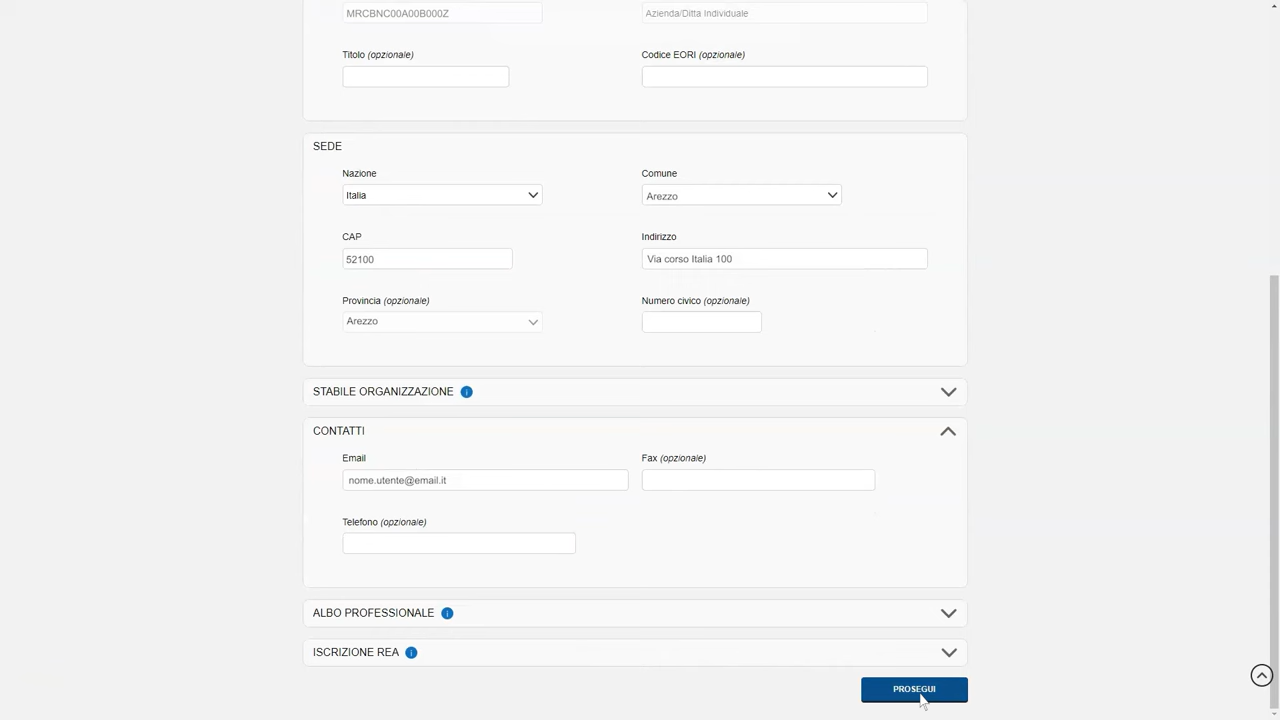 MRCBNC00A00B000Z
Azienda/Ditta Individuale
Titolo (opzionale)
Codice EORI (opzionale)
SEDE
Nazione
Comune
Italia
Arezzo
CAP
Indirizzo
52100
Via corso Italia 100
Provincia (opzionale)
Numero civico (opzionale)
Arezzo
STABILE ORGANIZZAZIONE i
CONTATTI
Email
Fax (opzionale)
nome.utente@email.it
Telefono (opzionale)
ALBO PROFESSIONALE i
ISCRIZIONE REA i
PROSEGUI